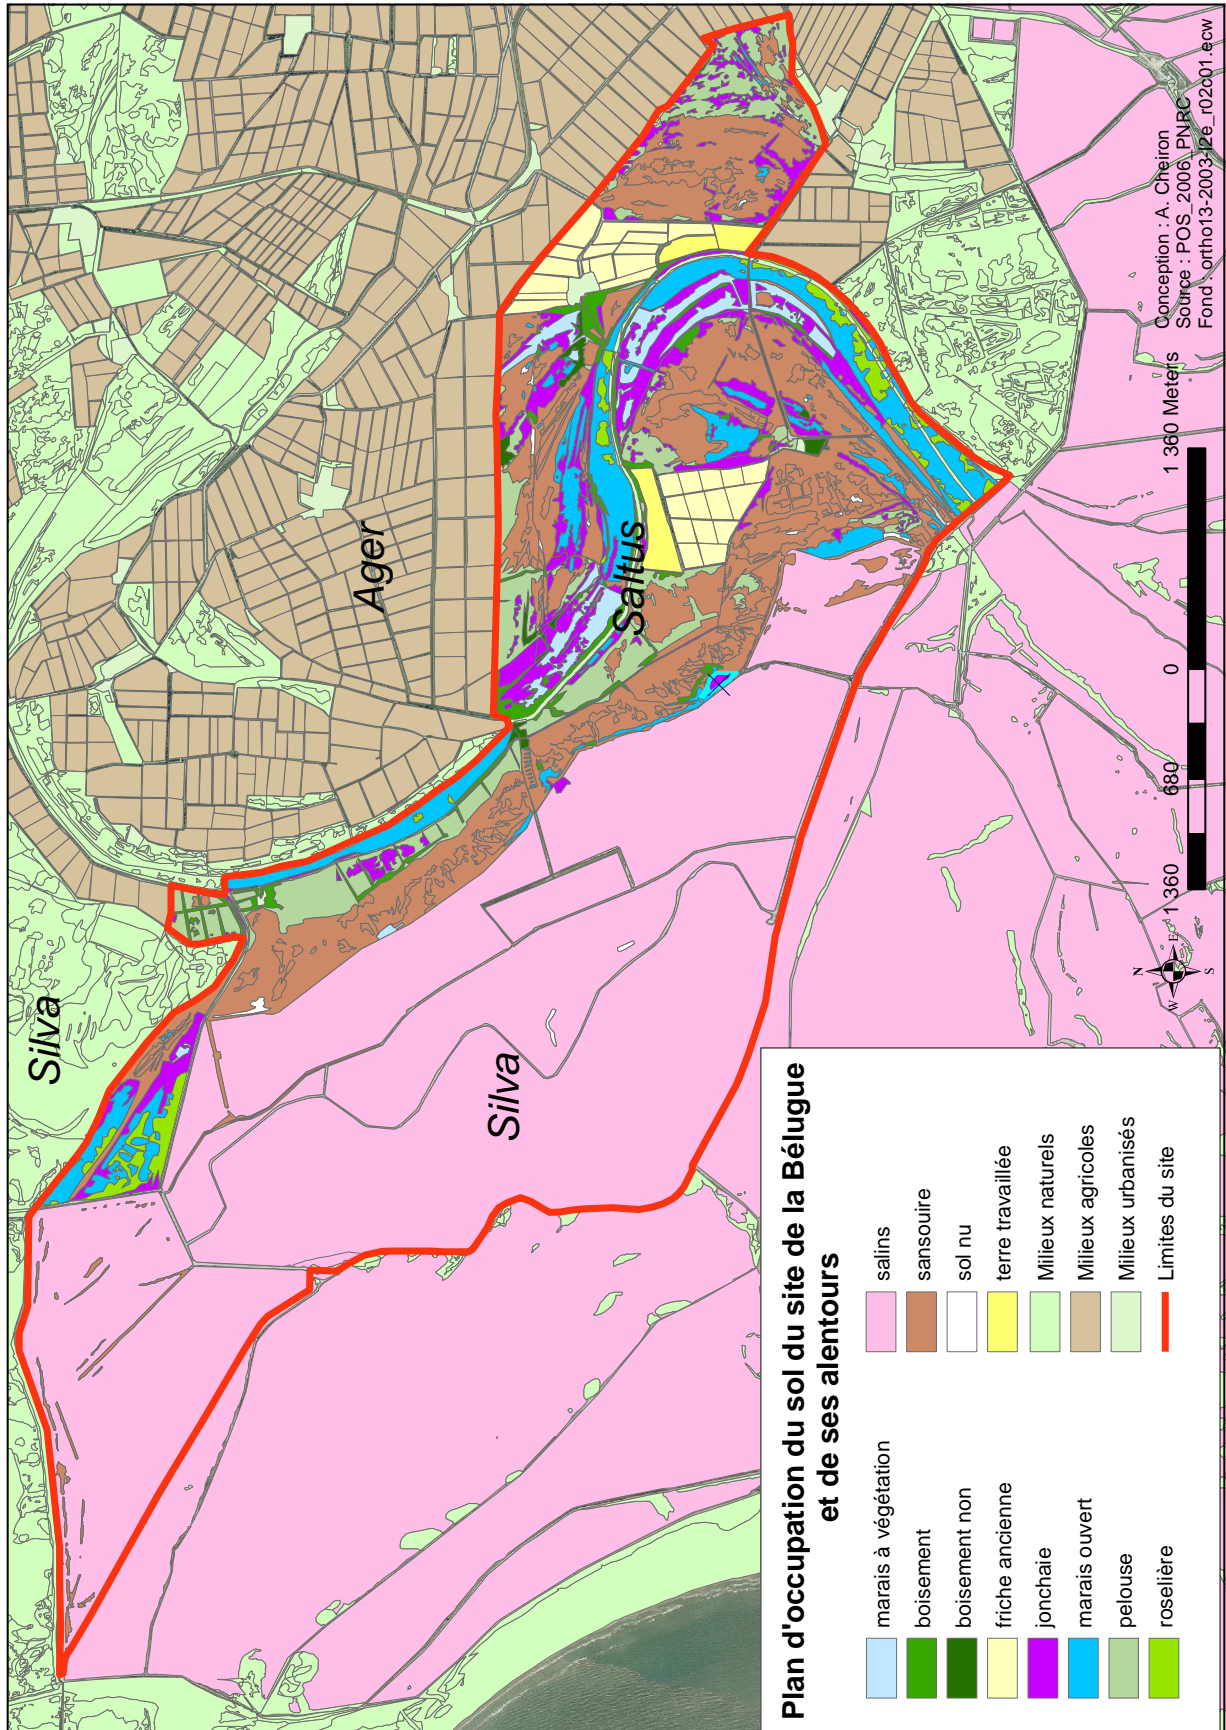 Silva
Ager
Saltus
Silva
Plan d'occupation du sol du site de la Bélugue
et de ses alentours
marais à végétation
boisement
boisement non
friche ancienne
jonchaie
marais ouvert
pelouse
roselière
salins
sansouire
sol nu
terre travaillée
Milieux naturels
Milieux agricoles
Milieux urbanisés
Limites du site
N
W
E
S
1 360
680
0
1 360 Meters
Conception : A. Cheiron
Source : POS_2006_PNRC
Fond : ortho13-2003-l2e_r02c01.ecw